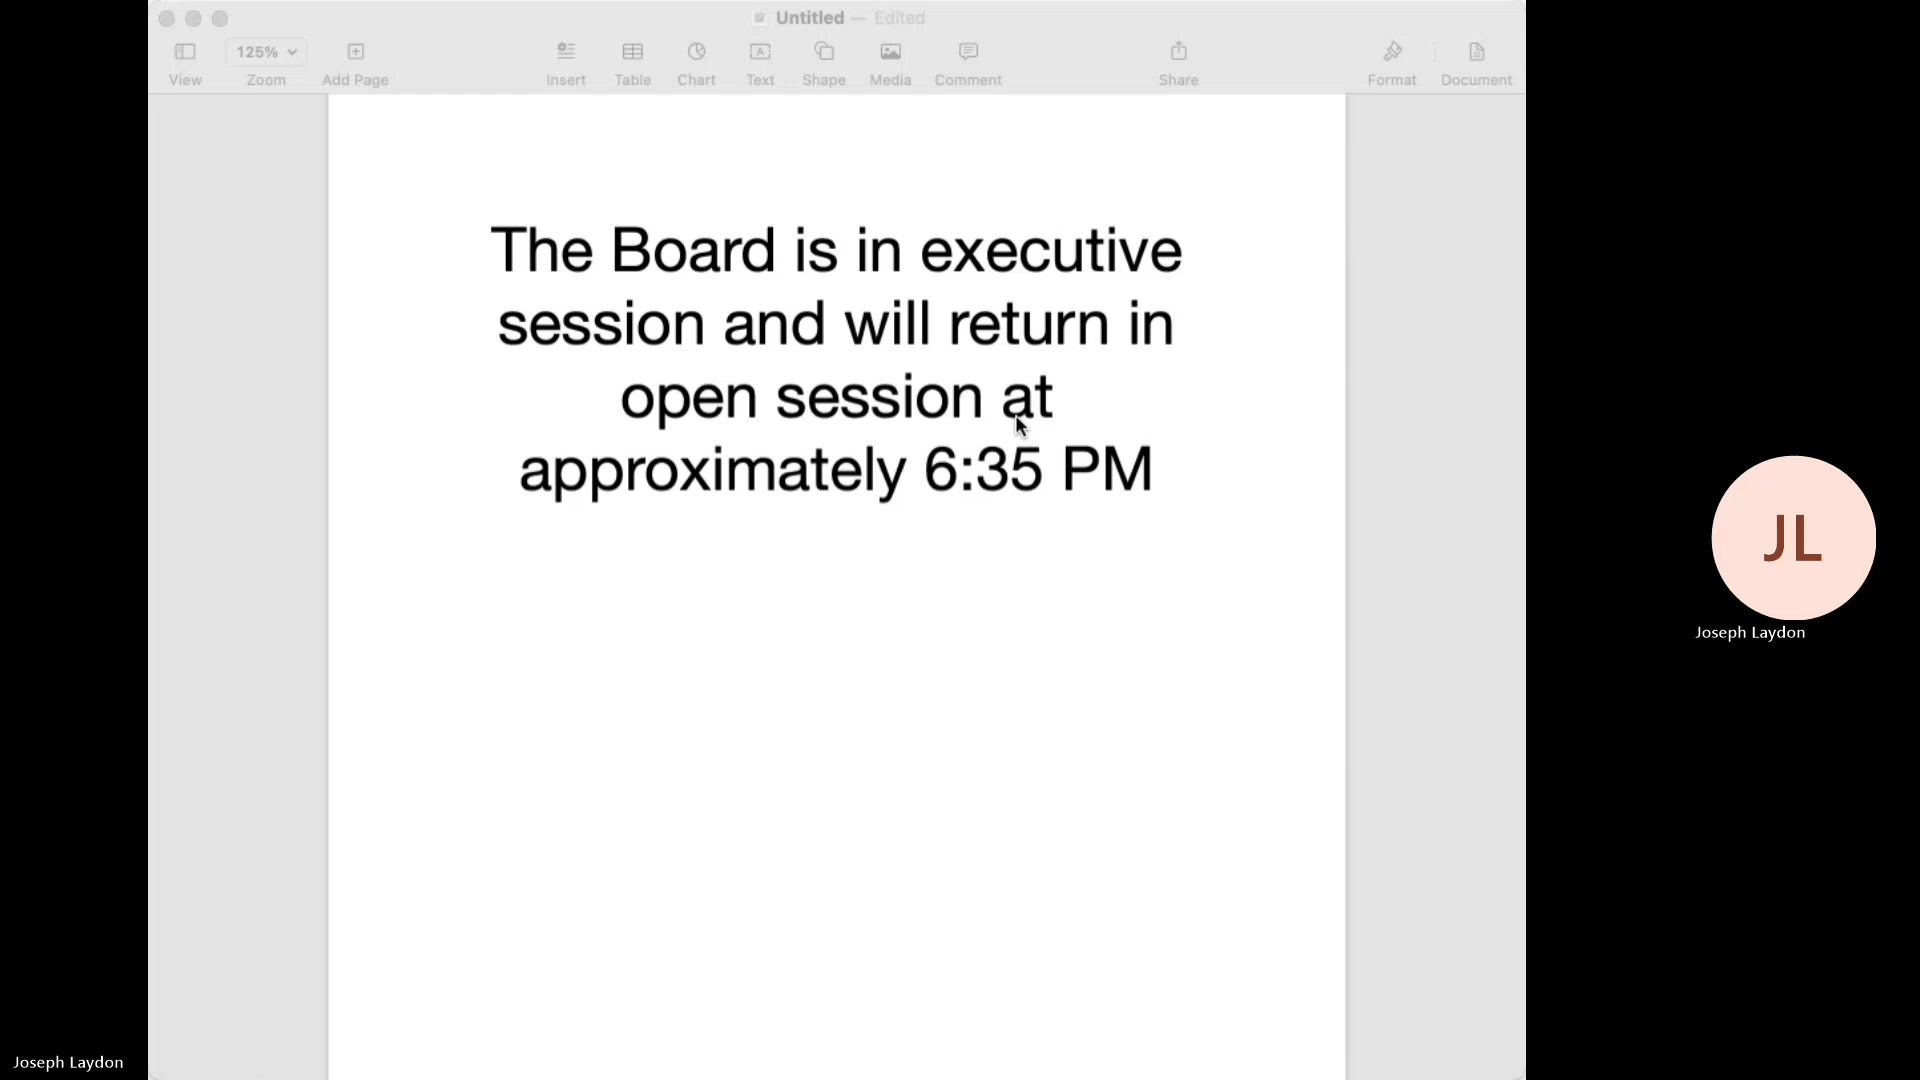 Untitled — Edited
125%
View
Zoom
Add Page
Insert
Table
Chart
Text
Shape
Media
Comment
Share
Format
Document
The Board is in executive
session and will return in
open session at
approximately 6:35 PM
JL
Joseph Laydon
Joseph Laydon